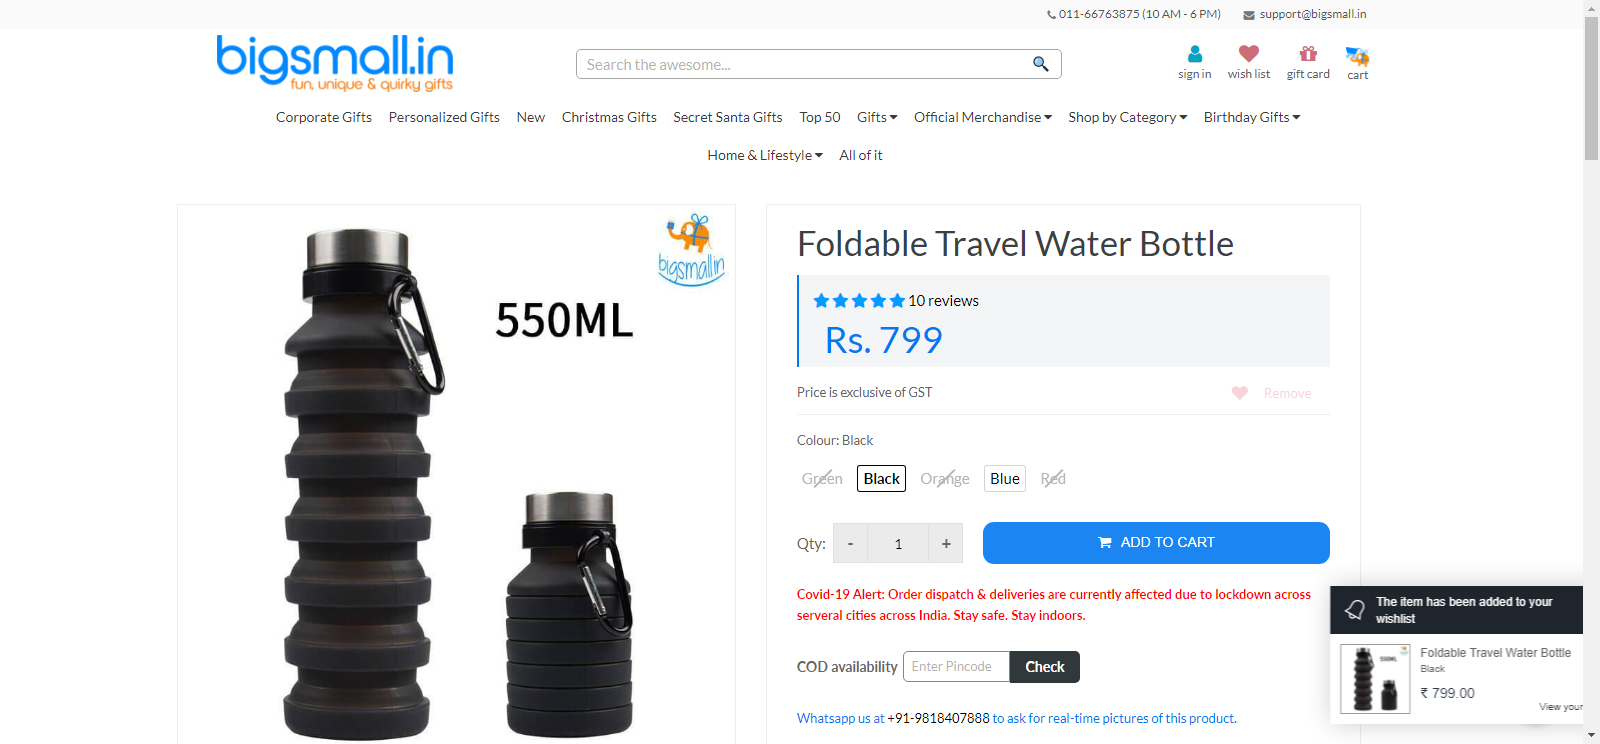 011-66763875 (10 AM - 6 PM) support@bigsmall.in
bigsmall.in
fun, unique & quirky gifts
Search the awesome...
sign in wish list gift card cart
Corporate Gifts Personalized Gifts New Christmas Gifts Secret Santa Gifts Top 50 Gifts Official Merchandise Shop by Category Birthday Gifts
Home & Lifestyle All of it
bigsmall.in
550ML
Foldable Travel Water Bottle
10 reviews
Rs. 799
Price is exclusive of GST Remove
Colour: Black
Green Black Orange Blue Red
Qty: - 1 + ADD TO CART
Covid-19 Alert: Order dispatch & deliveries are currently affected due to lockdown across
serveral cities across India. Stay safe. Stay indoors.
COD availability Enter Pincode Check
Whatsapp us at +91-9818407888 to ask for real-time pictures of this product.
The item has been added to your
wishlist
550ML
Foldable Travel Water Bottle
Black
₹ 799.00
View your